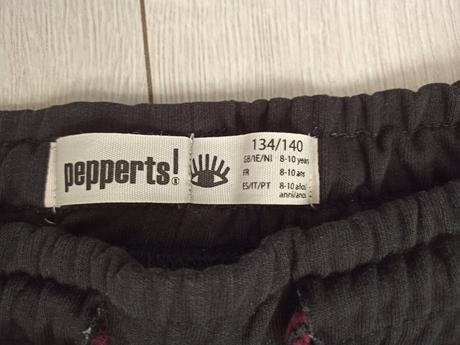 pepperts!®
134/140
GB/IE/NI 8-10 years
FR 8-10 ans
ES/IT/PT 8-10 años/
anni/anos